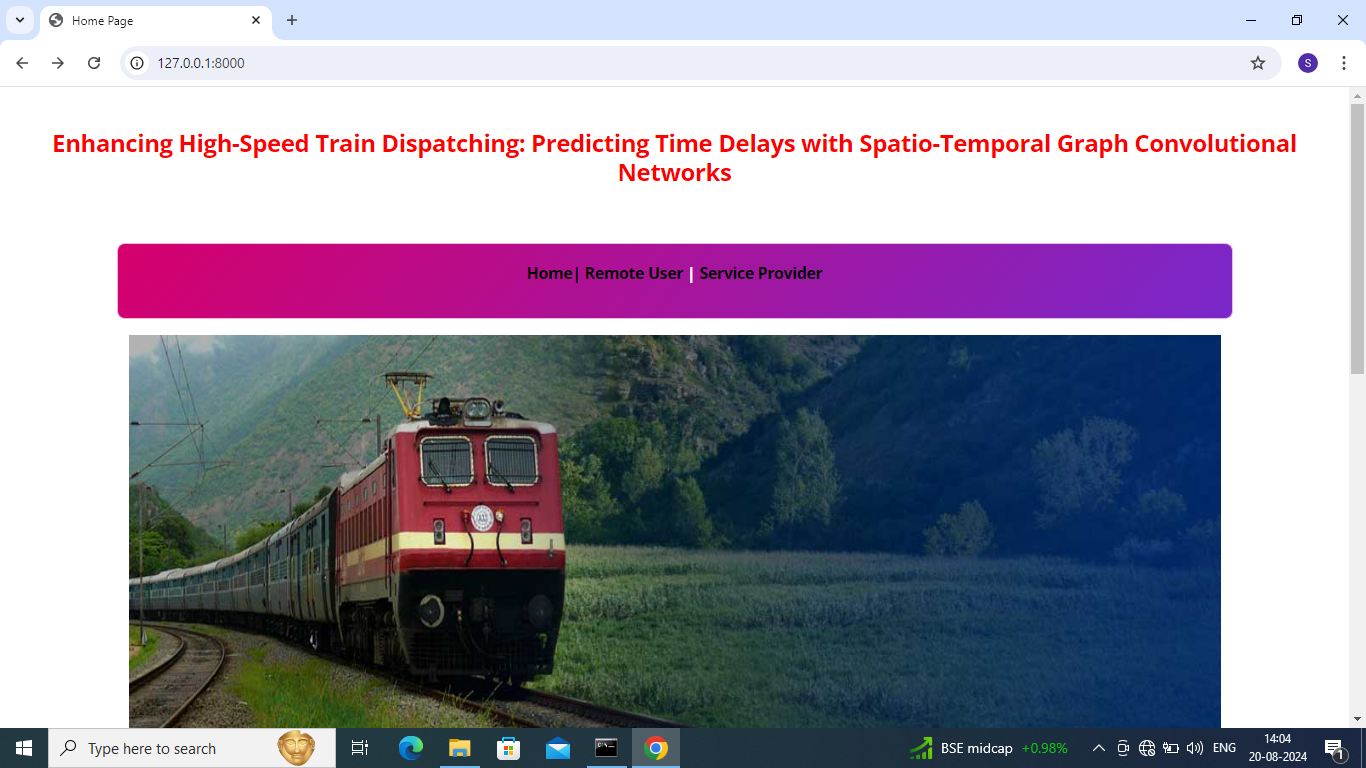 Home Page
127.0.0.1:8000
S
Enhancing High-Speed Train Dispatching: Predicting Time Delays with Spatio-Temporal Graph Convolutional
Networks
Home| Remote User | Service Provider
Type here to search
BSE midcap +0.98%
ENG
14:04
20-08-2024
1